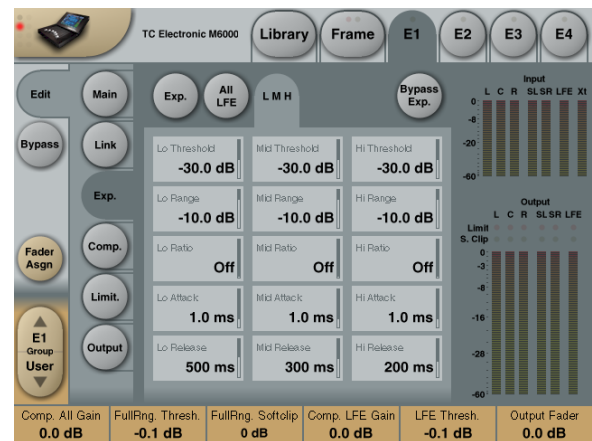 TC Electronic M6000
Library
Frame
E1
E2
E3
E4
Edit
Main
Exp.
All
LFE
L M H
Bypass
Exp.
Input
L C R SL SR LFE Xt
0
-8
-20
-60
Bypass
Link
Lo Threshold
-30.0 dB
Mid Threshold
-30.0 dB
Hi Threshold
-30.0 dB
Exp.
Lo Range
-10.0 dB
Mid Range
-10.0 dB
Hi Range
-10.0 dB
Output
L C R SL SR LFE
Limit
S. Clip
0
-3
-8
-16
-28
-60
Fader
Asgn
Comp.
Lo Ratio
Off
Mid Ratio
Off
Hi Ratio
Off
Limit.
Lo Attack
1.0 ms
Mid Attack
1.0 ms
Hi Attack
1.0 ms
E1
Group
User
Output
Lo Release
500 ms
Mid Release
300 ms
Hi Release
200 ms
Comp. All Gain
0.0 dB
FullRng. Thresh.
-0.1 dB
FullRng. Softclip
0 dB
Comp. LFE Gain
0.0 dB
LFE Thresh.
-0.1 dB
Output Fader
0.0 dB